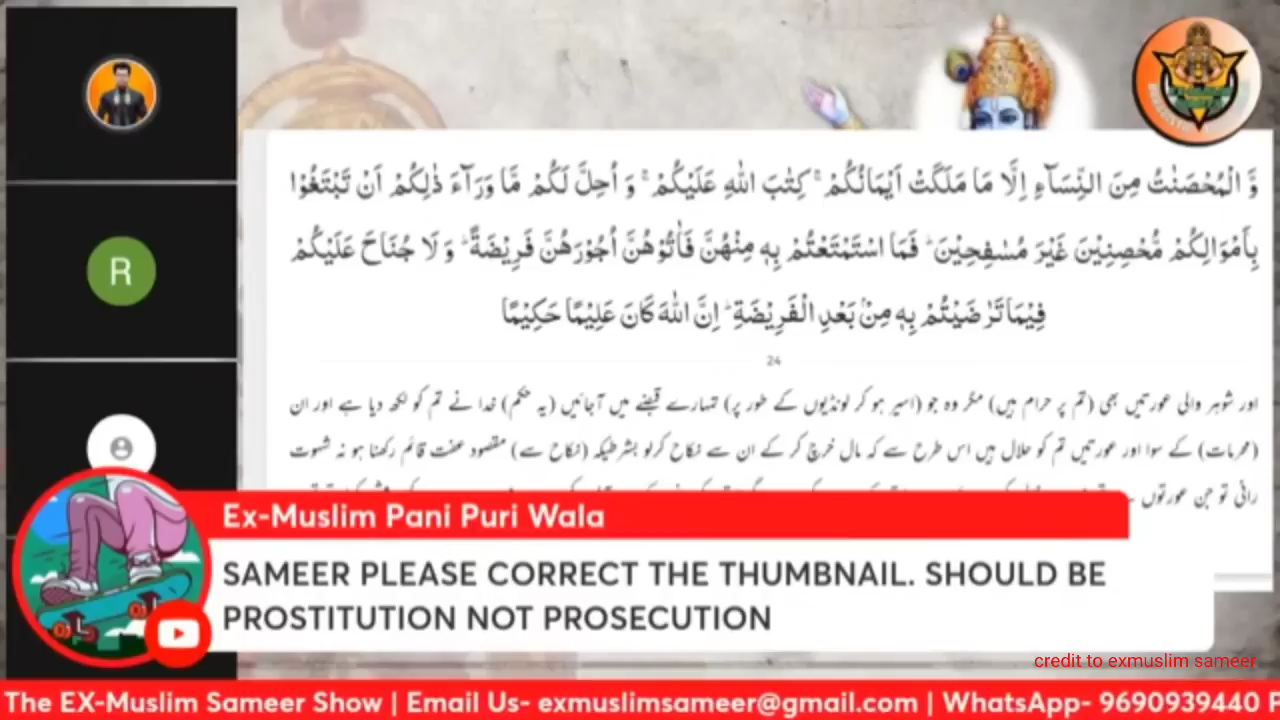 R
وَّ الْمُحْصَنٰتُ مِنَ النِّسَآءِ اِلَّا مَا مَلَكَتْ اَيْمَانُكُمْ ۚ كِتٰبَ اللّٰهِ عَلَيْكُمْ ۚ وَ اُحِلَّ لَكُمْ مَّا وَرَآءَ ذٰلِكُمْ اَنْ تَبْتَغُوْا
بِاَمْوَالِكُمْ مُّحْصِنِيْنَ غَيْرَ مُسٰفِحِيْنَ ؕ فَمَا اسْتَمْتَعْتُمْ بِهٖ مِنْهُنَّ فَاٰتُوْهُنَّ اُجُوْرَهُنَّ فَرِيْضَةً ؕ وَ لَا جُنَاحَ عَلَيْكُمْ
فِيْمَا تَرٰضَيْتُمْ بِهٖ مِنْۢ بَعْدِ الْفَرِيْضَةِ ؕ اِنَّ اللّٰهَ كَانَ عَلِيْمًا حَكِيْمًا
24
اور شوہر والی عورتیں بھی (تم پر حرام ہیں) مگر وہ جو (اسیر ہو کر لونڈیوں کے طور پر) تمہارے قبضے میں آجائیں (یہ حکم) خدا نے تم کو لکھ دیا ہے اور ان
(محرمات) کے سوا اور عورتیں تم کو حلال ہیں اس طرح سے کہ مال خرچ کر کے ان سے نکاح کرلو بشرطیکہ (نکاح سے) مقصود عفت قائم رکھنا ہو نہ شہوت
رانی تو جن عورتوں
Ex-Muslim Pani Puri Wala
SAMEER PLEASE CORRECT THE THUMBNAIL. SHOULD BE
PROSTITUTION NOT PROSECUTION
credit to exmuslim sameer
The EX-Muslim Sameer Show | Email Us- exmuslimsameer@gmail.com | WhatsApp- 9690939440